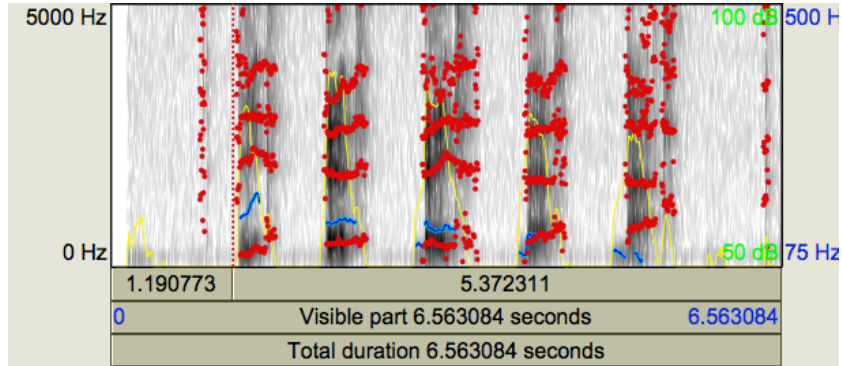 5000 Hz 100 dB 500 H
0 Hz 50 dB 75 Hz
1.190773 5.372311
0 Visible part 6.563084 seconds 6.563084
Total duration 6.563084 seconds